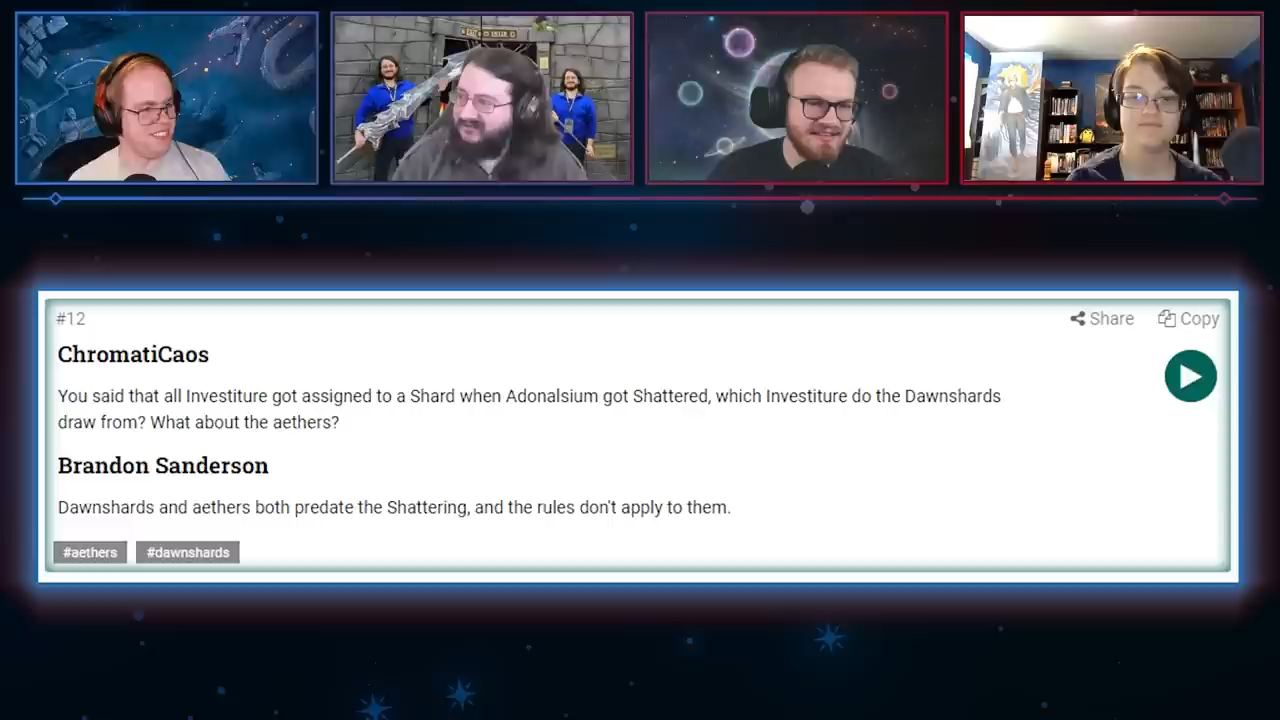 #12
Share
Copy
ChromatiCaos
You said that all Investiture got assigned to a Shard when Adonalsium got Shattered, which Investiture do the Dawnshards
draw from? What about the aethers?
Brandon Sanderson
Dawnshards and aethers both predate the Shattering, and the rules don't apply to them.
#aethers
#dawnshards